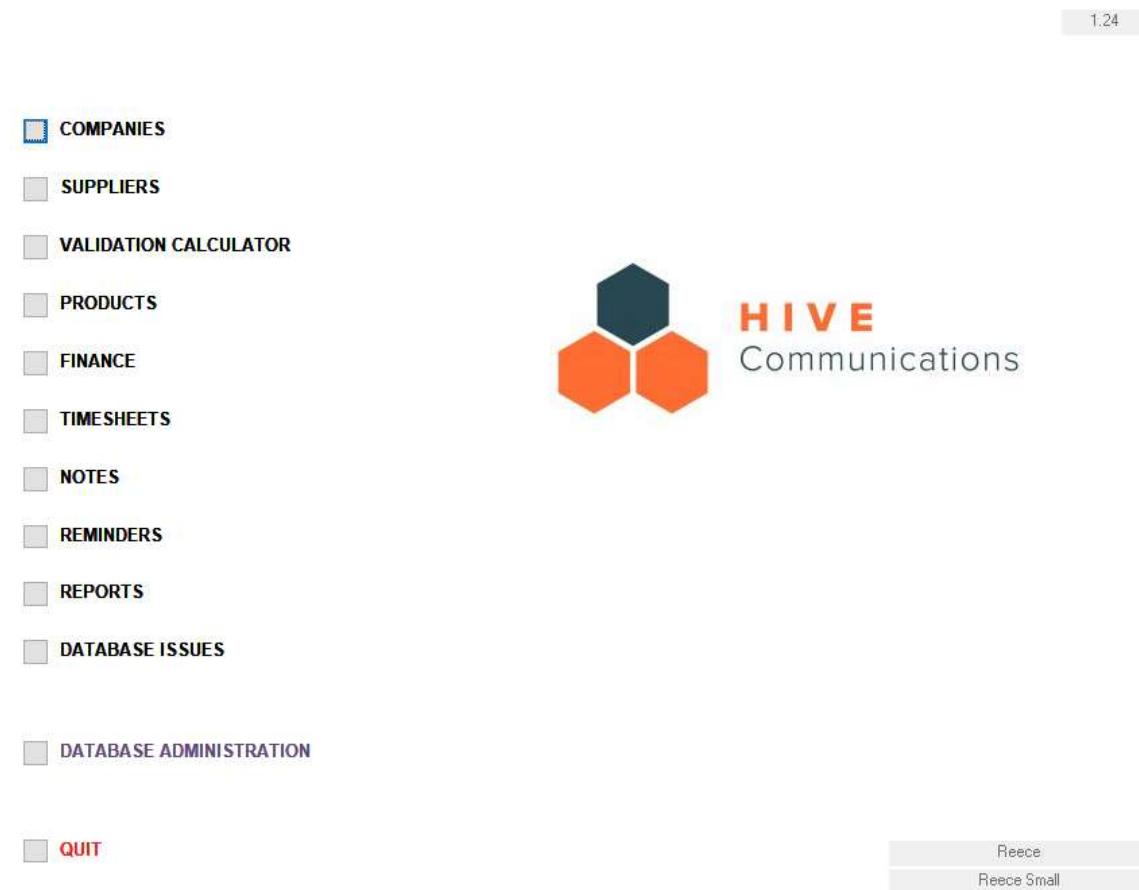 1.24
COMPANIES
SUPPLIERS
VALIDATION CALCULATOR
PRODUCTS
FINANCE
TIMESHEETS
NOTES
REMINDERS
REPORTS
DATABASE ISSUES
DATABASE ADMINISTRATION
QUIT
HIVE
Communications
Reece
Reece Small